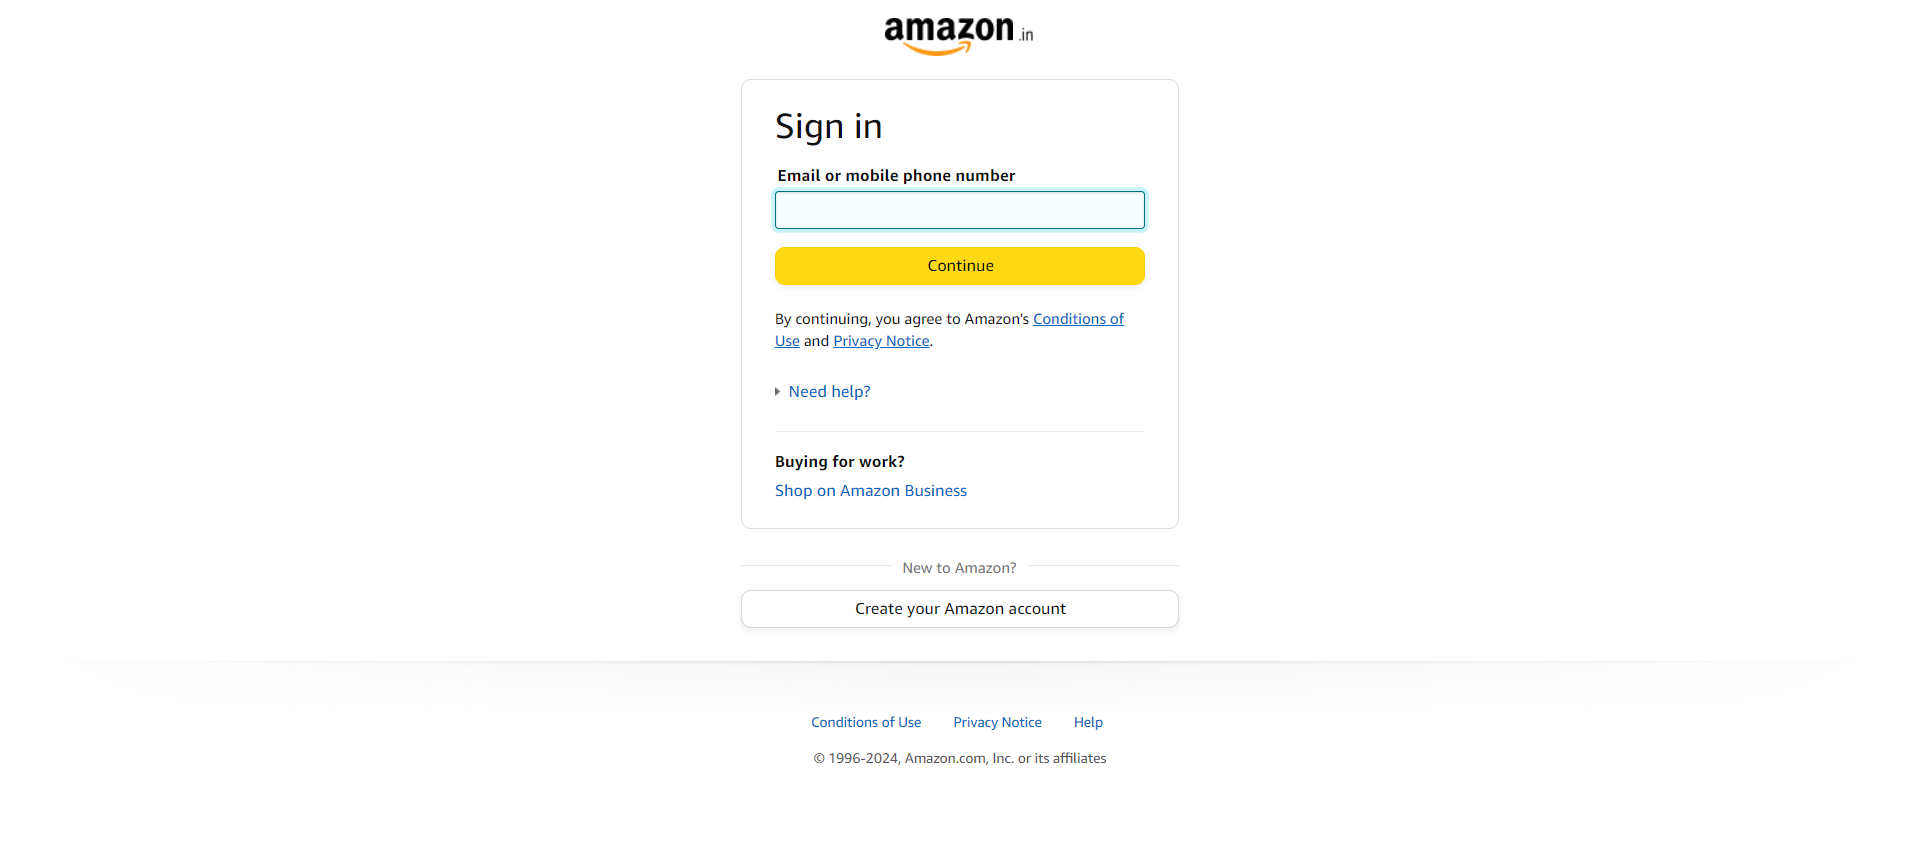 amazon.in
Sign in
Email or mobile phone number
Continue
By continuing, you agree to Amazon's Conditions of
Use and Privacy Notice.
Need help?
Buying for work?
Shop on Amazon Business
New to Amazon?
Create your Amazon account
Conditions of Use Privacy Notice Help
© 1996-2024, Amazon.com, Inc. or its affiliates